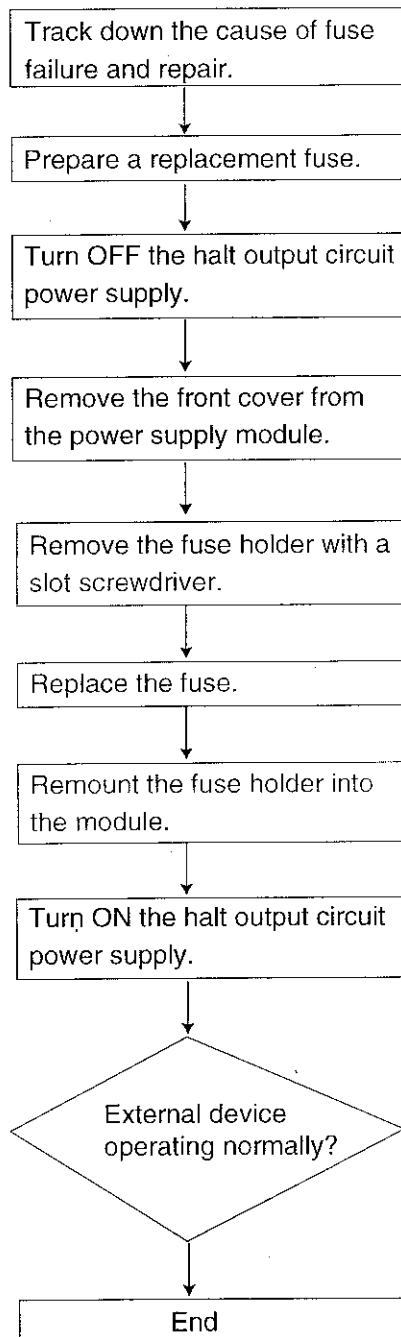 Track down the cause of fuse
failure and repair.
Prepare a replacement fuse.
Turn OFF the halt output circuit
power supply.
Remove the front cover from
the power supply module.
Remove the fuse holder with a
slot screwdriver.
Replace the fuse.
Remount the fuse holder into
the module.
Turn ON the halt output circuit
power supply.
External device
operating normally?
End